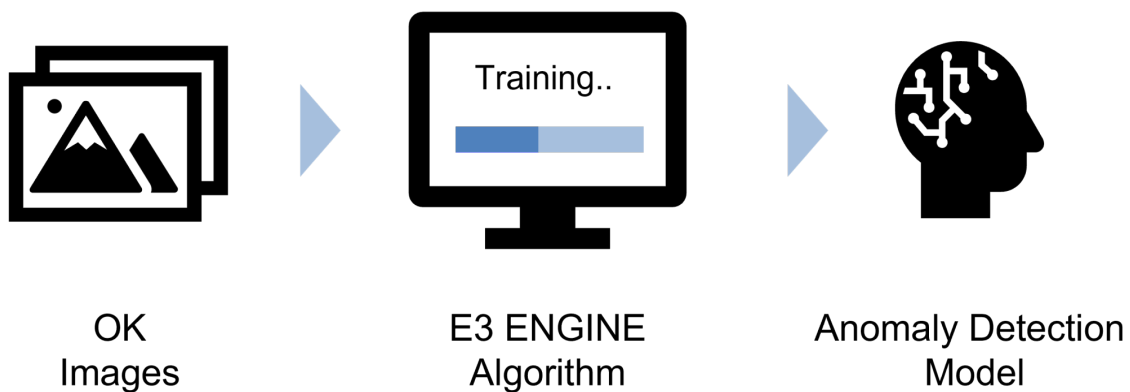 Training..
OK
Images
E3 ENGINE
Algorithm
Anomaly Detection
Model